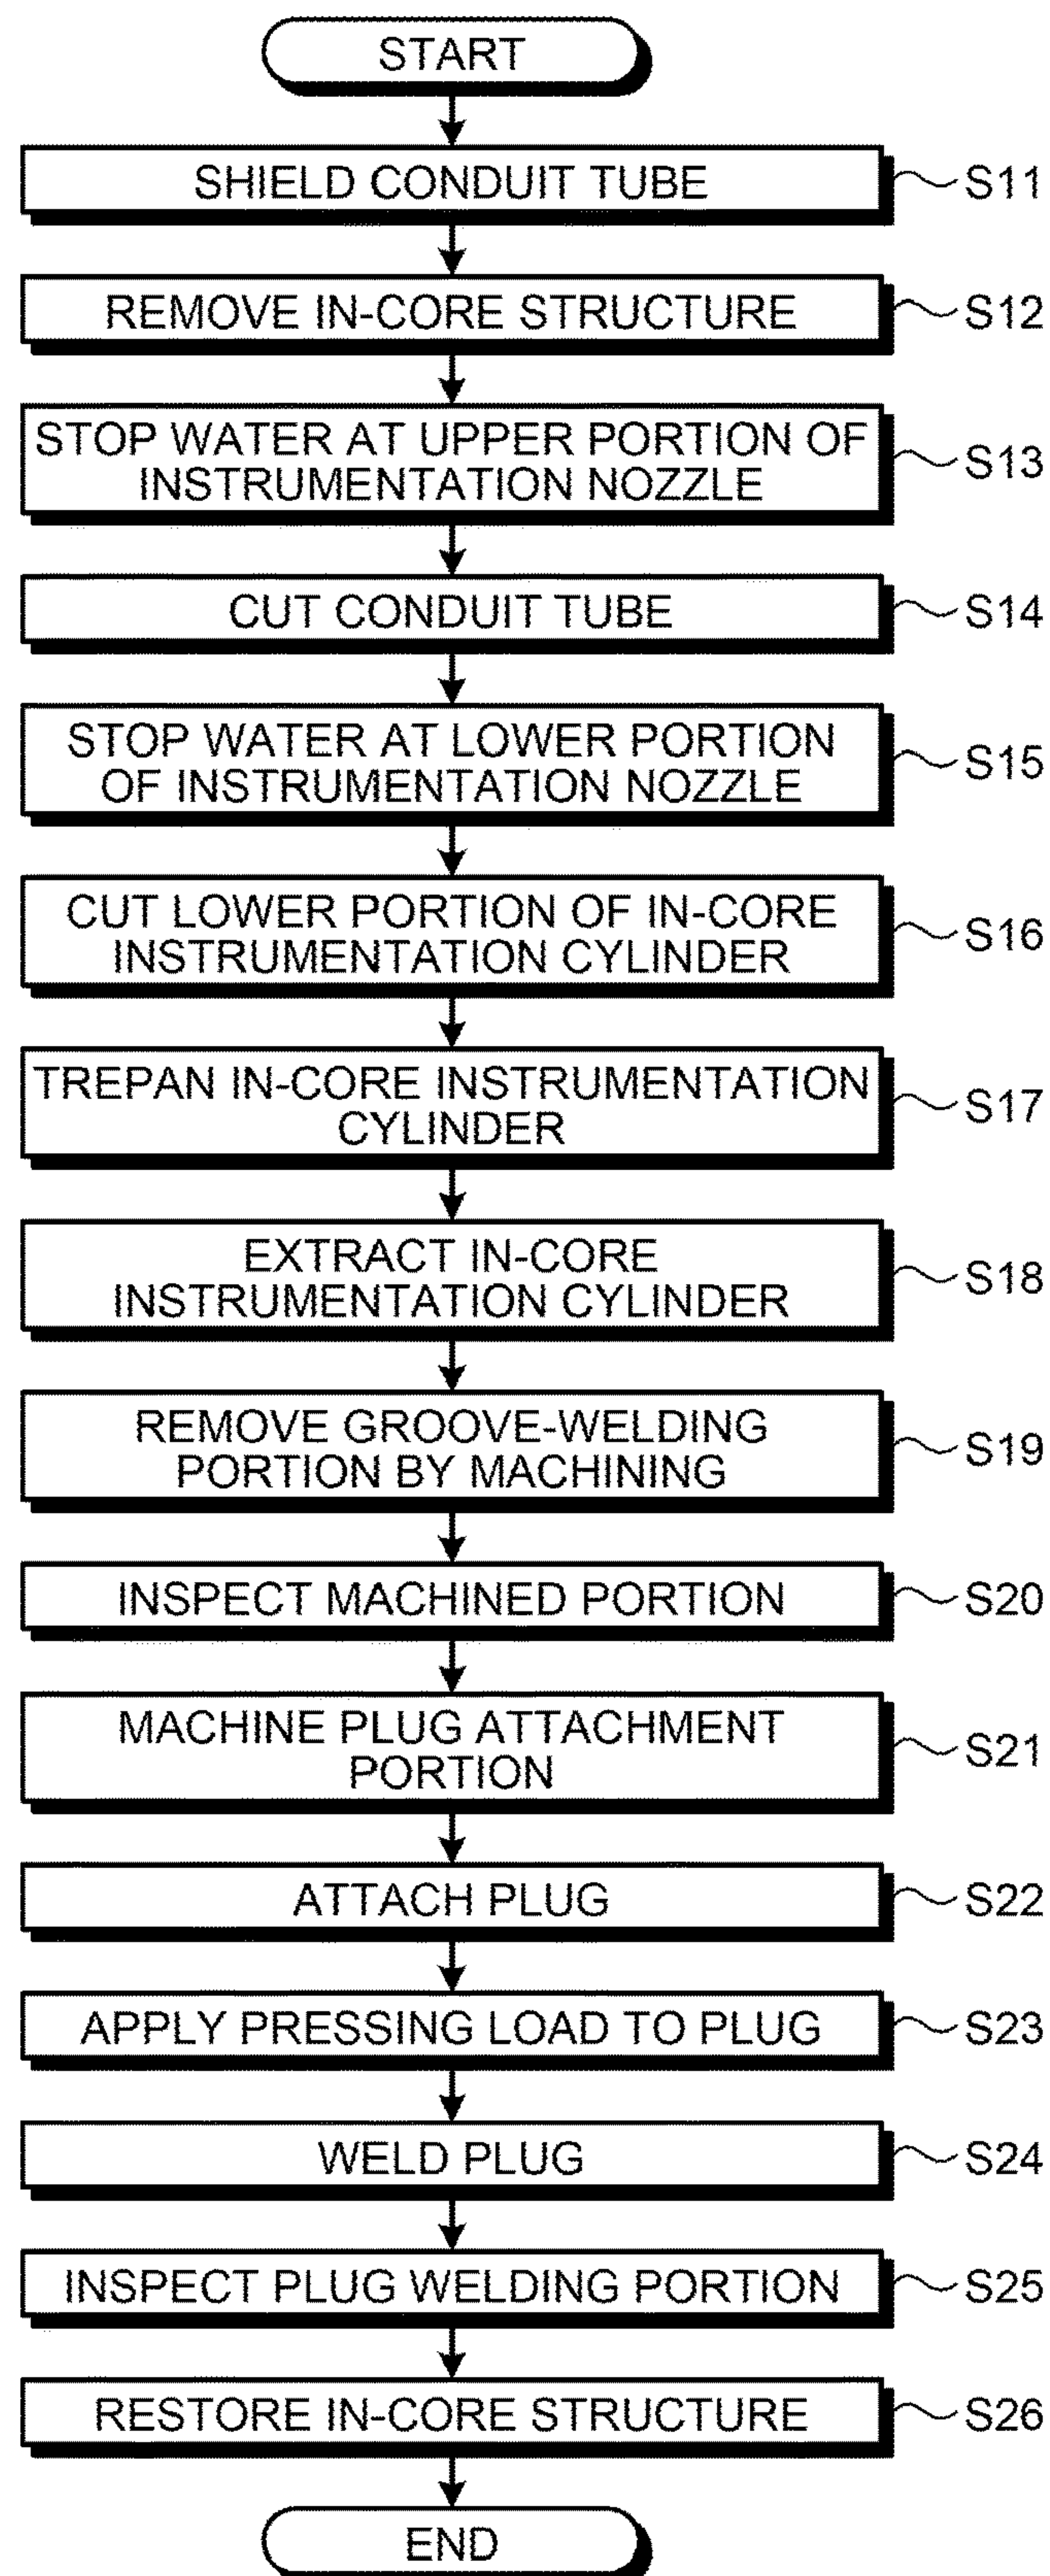 START
SHIELD CONDUIT TUBE
S11
REMOVE IN-CORE STRUCTURE
S12
STOP WATER AT UPPER PORTION OF
INSTRUMENTATION NOZZLE
S13
CUT CONDUIT TUBE
S14
STOP WATER AT LOWER PORTION
OF INSTRUMENTATION NOZZLE
S15
CUT LOWER PORTION OF IN-CORE
INSTRUMENTATION CYLINDER
S16
TREPAN IN-CORE INSTRUMENTATION
CYLINDER
S17
EXTRACT IN-CORE
INSTRUMENTATION CYLINDER
S18
REMOVE GROOVE-WELDING
PORTION BY MACHINING
S19
INSPECT MACHINED PORTION
S20
MACHINE PLUG ATTACHMENT
PORTION
S21
ATTACH PLUG
S22
APPLY PRESSING LOAD TO PLUG
S23
WELD PLUG
S24
INSPECT PLUG WELDING PORTION
S25
RESTORE IN-CORE STRUCTURE
S26
END